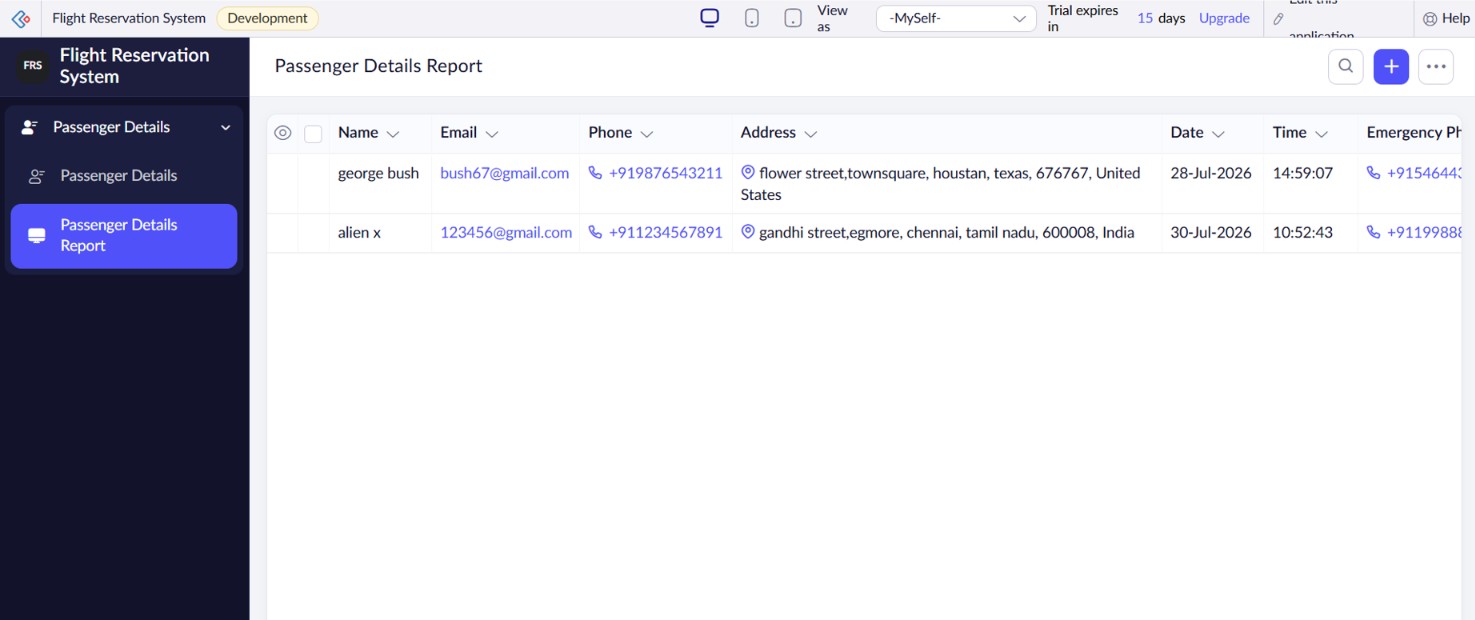 Flight Reservation System Development View as -MySelf- Trial expires in 15 days Upgrade Help
FRS Flight Reservation System
Passenger Details
Passenger Details
Passenger Details Report
Passenger Details Report
Name Email Phone Address Date Time Emergency Ph
george bush bush67@gmail.com +919876543211 flower street,townsquare, houstan, texas, 676767, United 28-Jul-2026 14:59:07
States
alien x 123456@gmail.com +911234567891 gandhi street,egmore, chennai, tamil nadu, 600008, India 30-Jul-2026 10:52:43